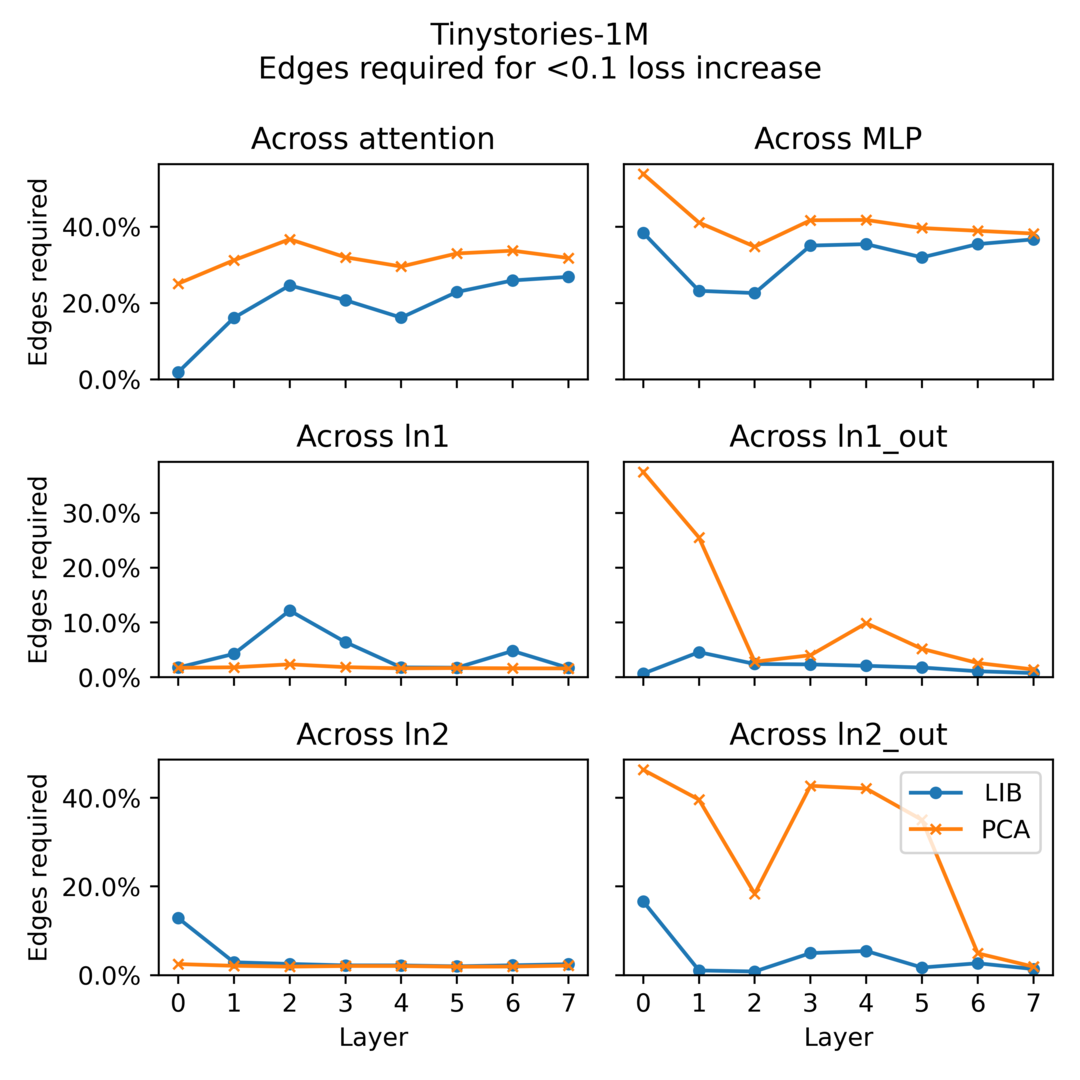 Tinystories-1M
Edges required for <0.1 loss increase
Across attention
Across MLP
Edges required
40.0%
20.0%
0.0%
Across ln1
Across ln1_out
Edges required
30.0%
20.0%
10.0%
0.0%
Across ln2
Across ln2_out
Edges required
40.0%
20.0%
0.0%
LIB
PCA
0 1 2 3 4 5 6 7
0 1 2 3 4 5 6 7
Layer
Layer